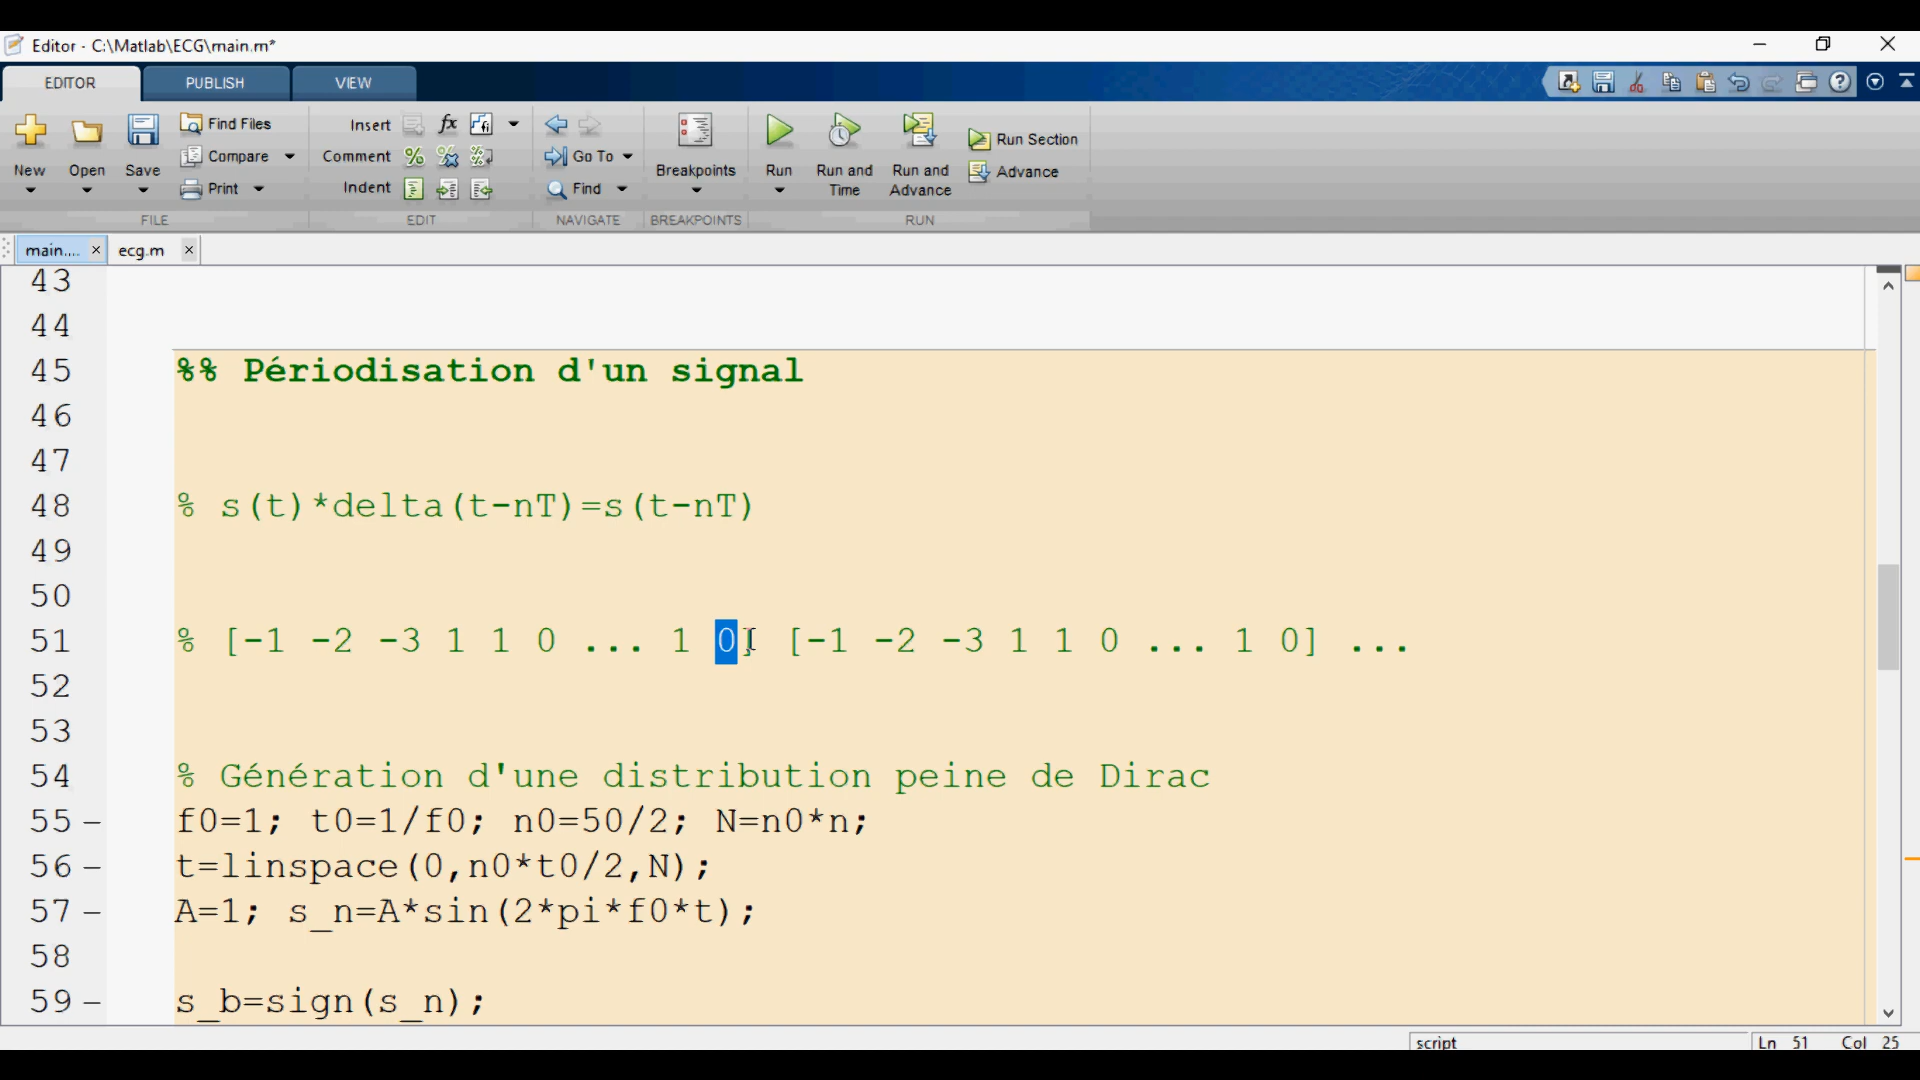 Editor - C:\Matlab\ECG\main.m*
EDITOR PUBLISH VIEW
Find Files Insert fx
New Open Save Compare Comment Go To Breakpoints Run Run and Time Run and Advance Run Section Advance
Print Indent Find
FILE EDIT NAVIGATE BREAKPOINTS RUN
main.... × ecg.m ×
43
44
45 %% Périodisation d'un signal
46
47
48 % s(t)*delta(t-nT)=s(t-nT)
49
50
51 % [-1 -2 -3 1 1 0 ... 1 0] [-1 -2 -3 1 1 0 ... 1 0] ...
52
53
54 % Génération d'une distribution peine de Dirac
55 – f0=1; t0=1/f0; n0=50/2; N=n0*n;
56 – t=linspace(0,n0*t0/2,N);
57 – A=1; s_n=A*sin(2*pi*f0*t);
58
59 – s_b=sign(s_n);
script Ln 51 Col 25